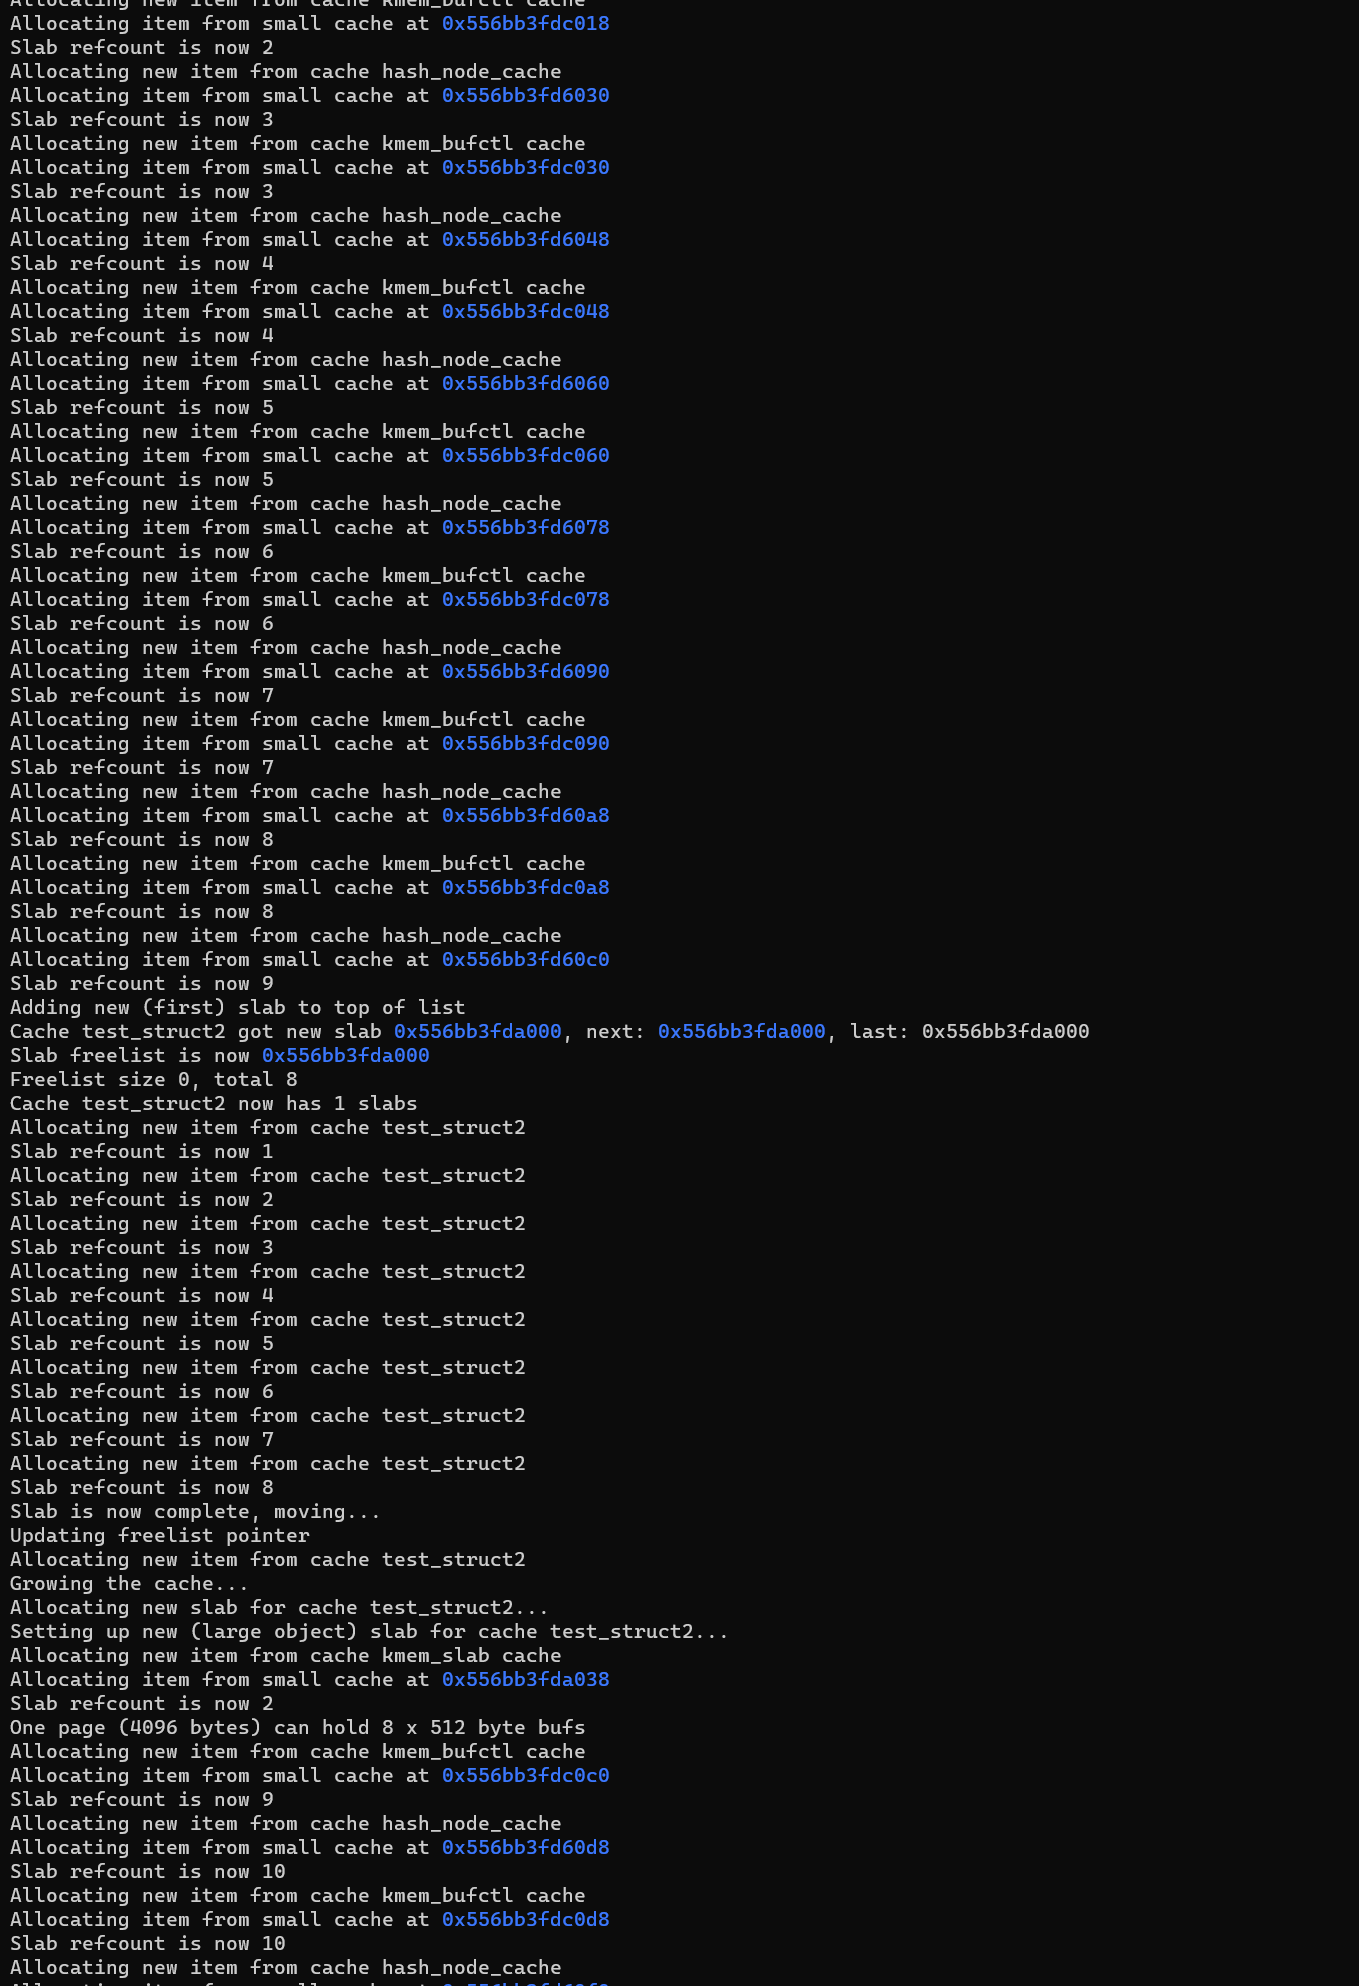 Allocating new item from cache kmem_bufctl cache
Allocating item from small cache at 0x556bb3fdc018
Slab refcount is now 2
Allocating new item from cache hash_node_cache
Allocating item from small cache at 0x556bb3fd6030
Slab refcount is now 3
Allocating new item from cache kmem_bufctl cache
Allocating item from small cache at 0x556bb3fdc030
Slab refcount is now 3
Allocating new item from cache hash_node_cache
Allocating item from small cache at 0x556bb3fd6048
Slab refcount is now 4
Allocating new item from cache kmem_bufctl cache
Allocating item from small cache at 0x556bb3fdc048
Slab refcount is now 4
Allocating new item from cache hash_node_cache
Allocating item from small cache at 0x556bb3fd6060
Slab refcount is now 5
Allocating new item from cache kmem_bufctl cache
Allocating item from small cache at 0x556bb3fdc060
Slab refcount is now 5
Allocating new item from cache hash_node_cache
Allocating item from small cache at 0x556bb3fd6078
Slab refcount is now 6
Allocating new item from cache kmem_bufctl cache
Allocating item from small cache at 0x556bb3fdc078
Slab refcount is now 6
Allocating new item from cache hash_node_cache
Allocating item from small cache at 0x556bb3fd6090
Slab refcount is now 7
Allocating new item from cache kmem_bufctl cache
Allocating item from small cache at 0x556bb3fdc090
Slab refcount is now 7
Allocating new item from cache hash_node_cache
Allocating item from small cache at 0x556bb3fd60a8
Slab refcount is now 8
Allocating new item from cache kmem_bufctl cache
Allocating item from small cache at 0x556bb3fdc0a8
Slab refcount is now 8
Allocating new item from cache hash_node_cache
Allocating item from small cache at 0x556bb3fd60c0
Slab refcount is now 9
Adding new (first) slab to top of list
Cache test_struct2 got new slab 0x556bb3fda000, next: 0x556bb3fda000, last: 0x556bb3fda000
Slab freelist is now 0x556bb3fda000
Freelist size 0, total 8
Cache test_struct2 now has 1 slabs
Allocating new item from cache test_struct2
Slab refcount is now 1
Allocating new item from cache test_struct2
Slab refcount is now 2
Allocating new item from cache test_struct2
Slab refcount is now 3
Allocating new item from cache test_struct2
Slab refcount is now 4
Allocating new item from cache test_struct2
Slab refcount is now 5
Allocating new item from cache test_struct2
Slab refcount is now 6
Allocating new item from cache test_struct2
Slab refcount is now 7
Allocating new item from cache test_struct2
Slab refcount is now 8
Slab is now complete, moving...
Updating freelist pointer
Allocating new item from cache test_struct2
Growing the cache...
Allocating new slab for cache test_struct2...
Setting up new (large object) slab for cache test_struct2...
Allocating new item from cache kmem_slab cache
Allocating item from small cache at 0x556bb3fda038
Slab refcount is now 2
One page (4096 bytes) can hold 8 x 512 byte bufs
Allocating new item from cache kmem_bufctl cache
Allocating item from small cache at 0x556bb3fdc0c0
Slab refcount is now 9
Allocating new item from cache hash_node_cache
Allocating item from small cache at 0x556bb3fd60d8
Slab refcount is now 10
Allocating new item from cache kmem_bufctl cache
Allocating item from small cache at 0x556bb3fdc0d8
Slab refcount is now 10
Allocating new item from cache hash_node_cache